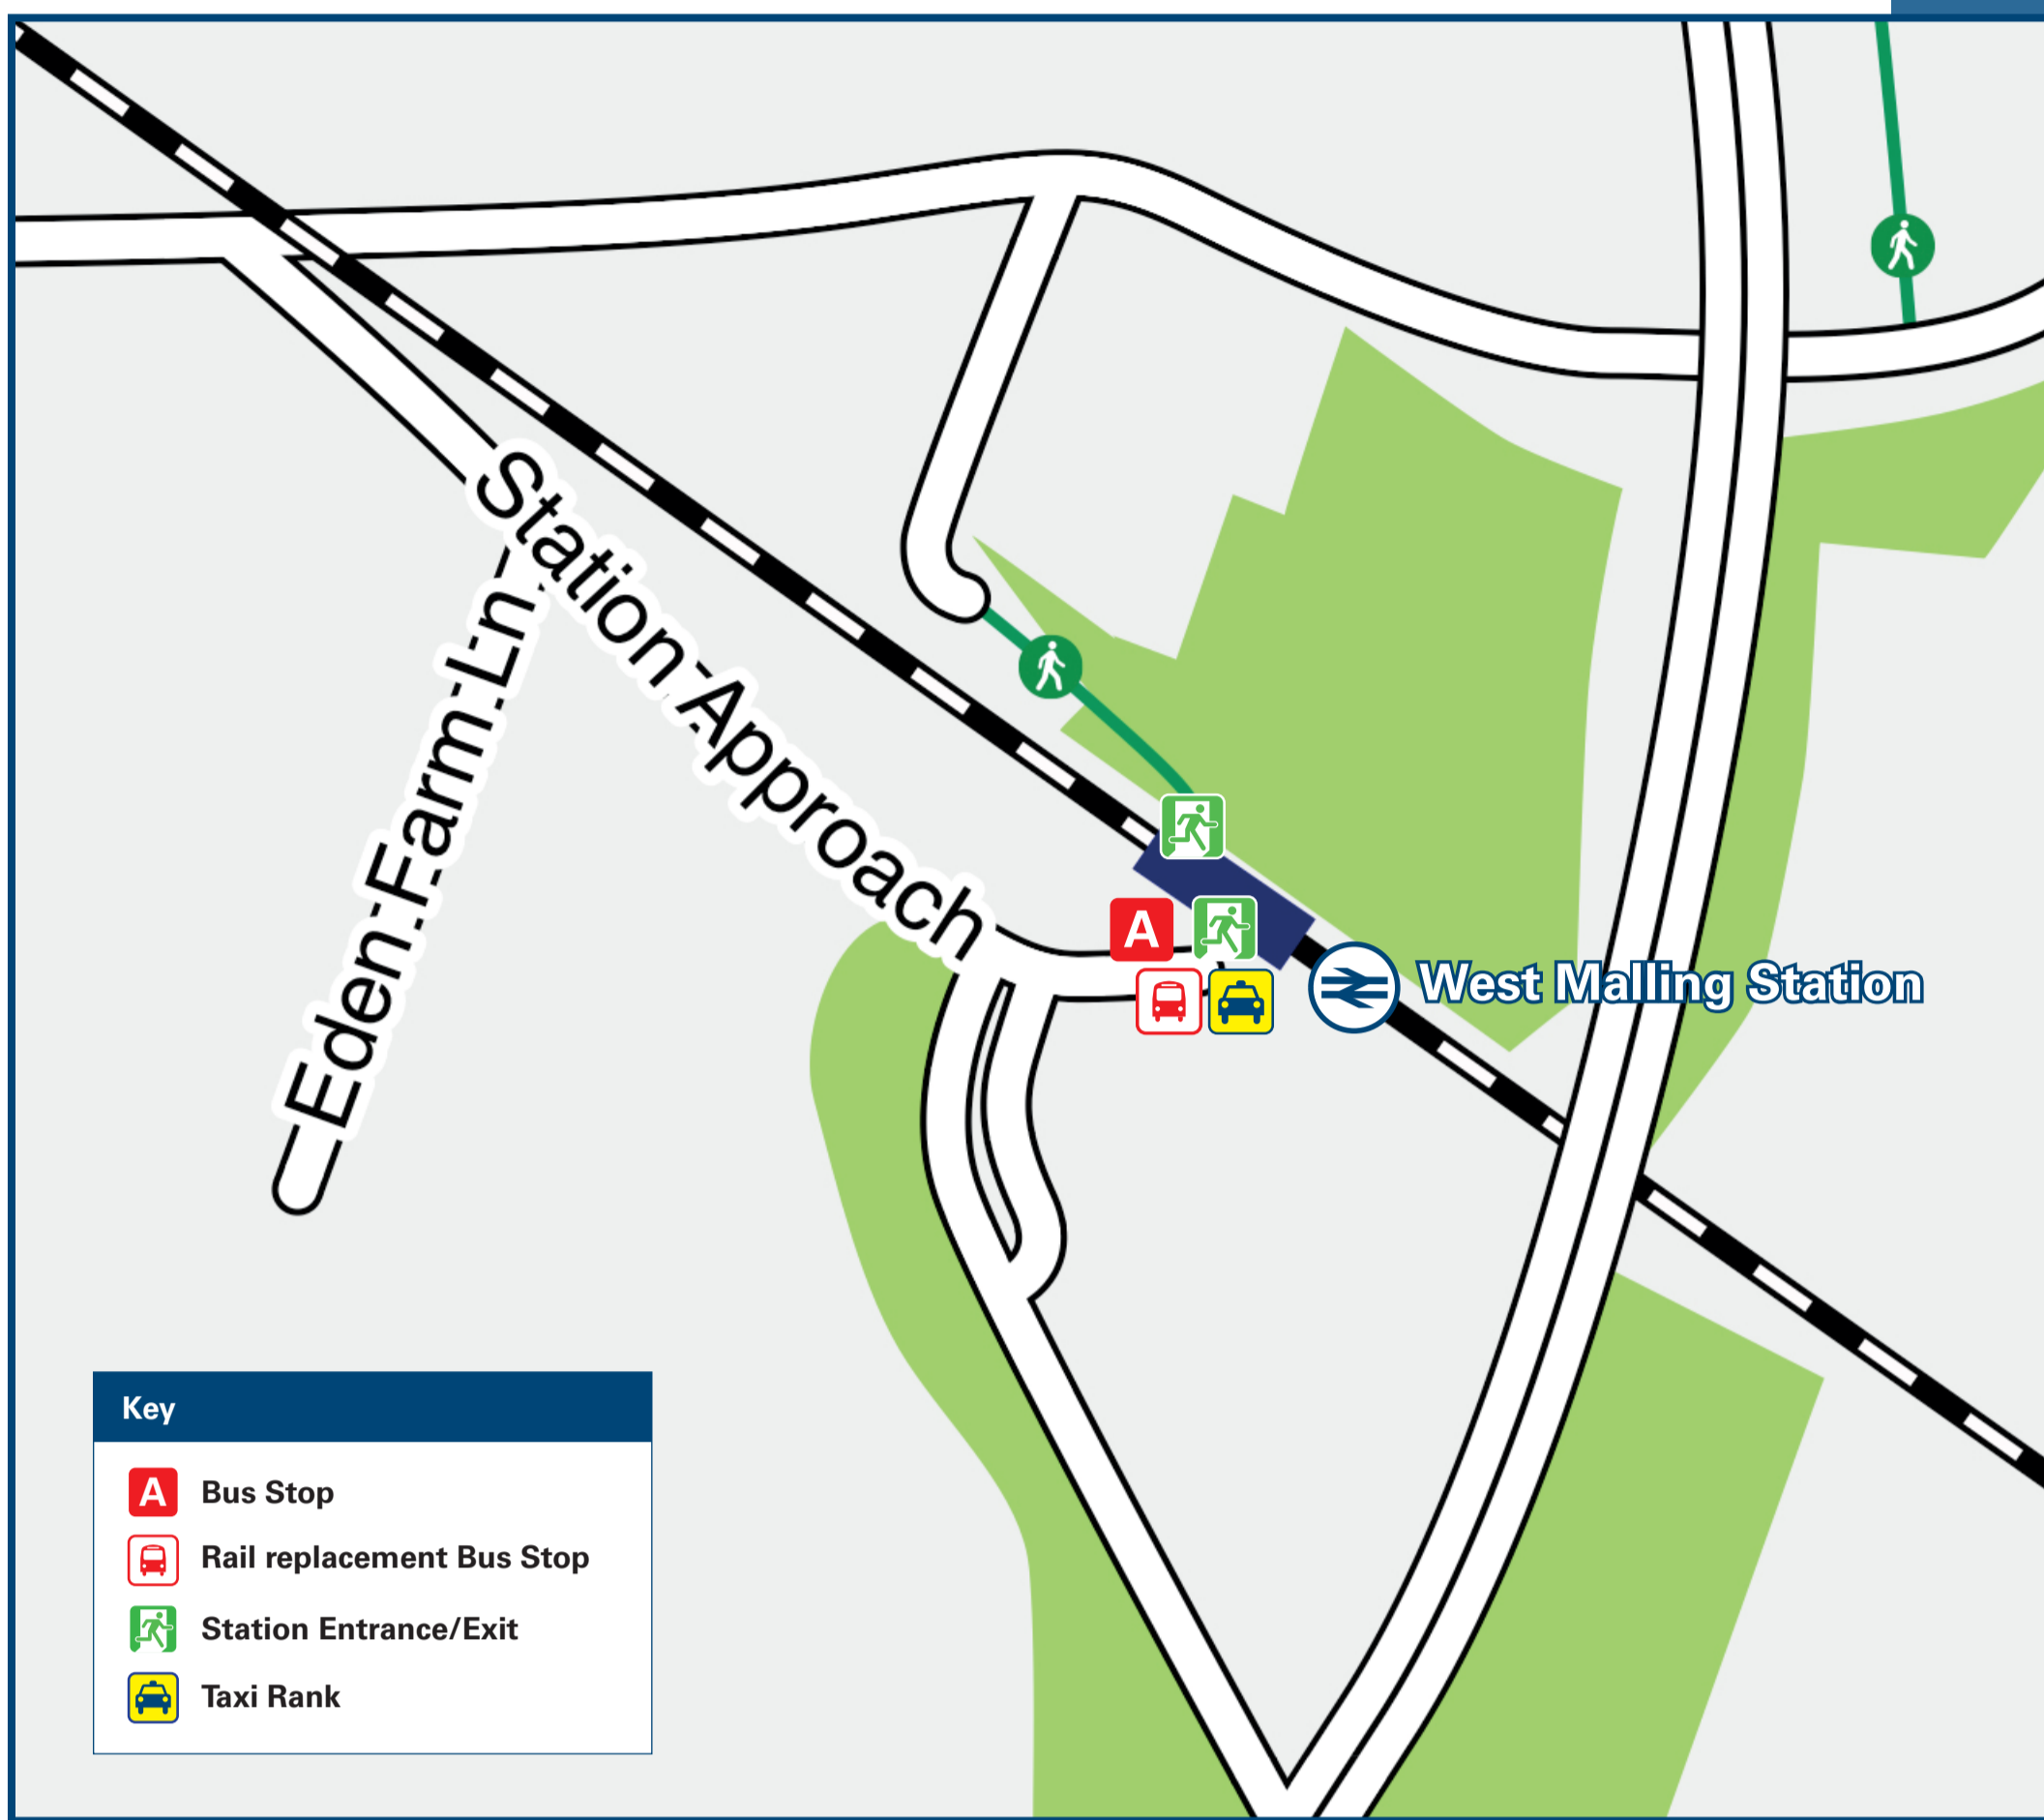 Station Approach
Eden Farm Ln
A
West Malling Station
Key
A Bus Stop
Rail replacement Bus Stop
Station Entrance/Exit
Taxi Rank